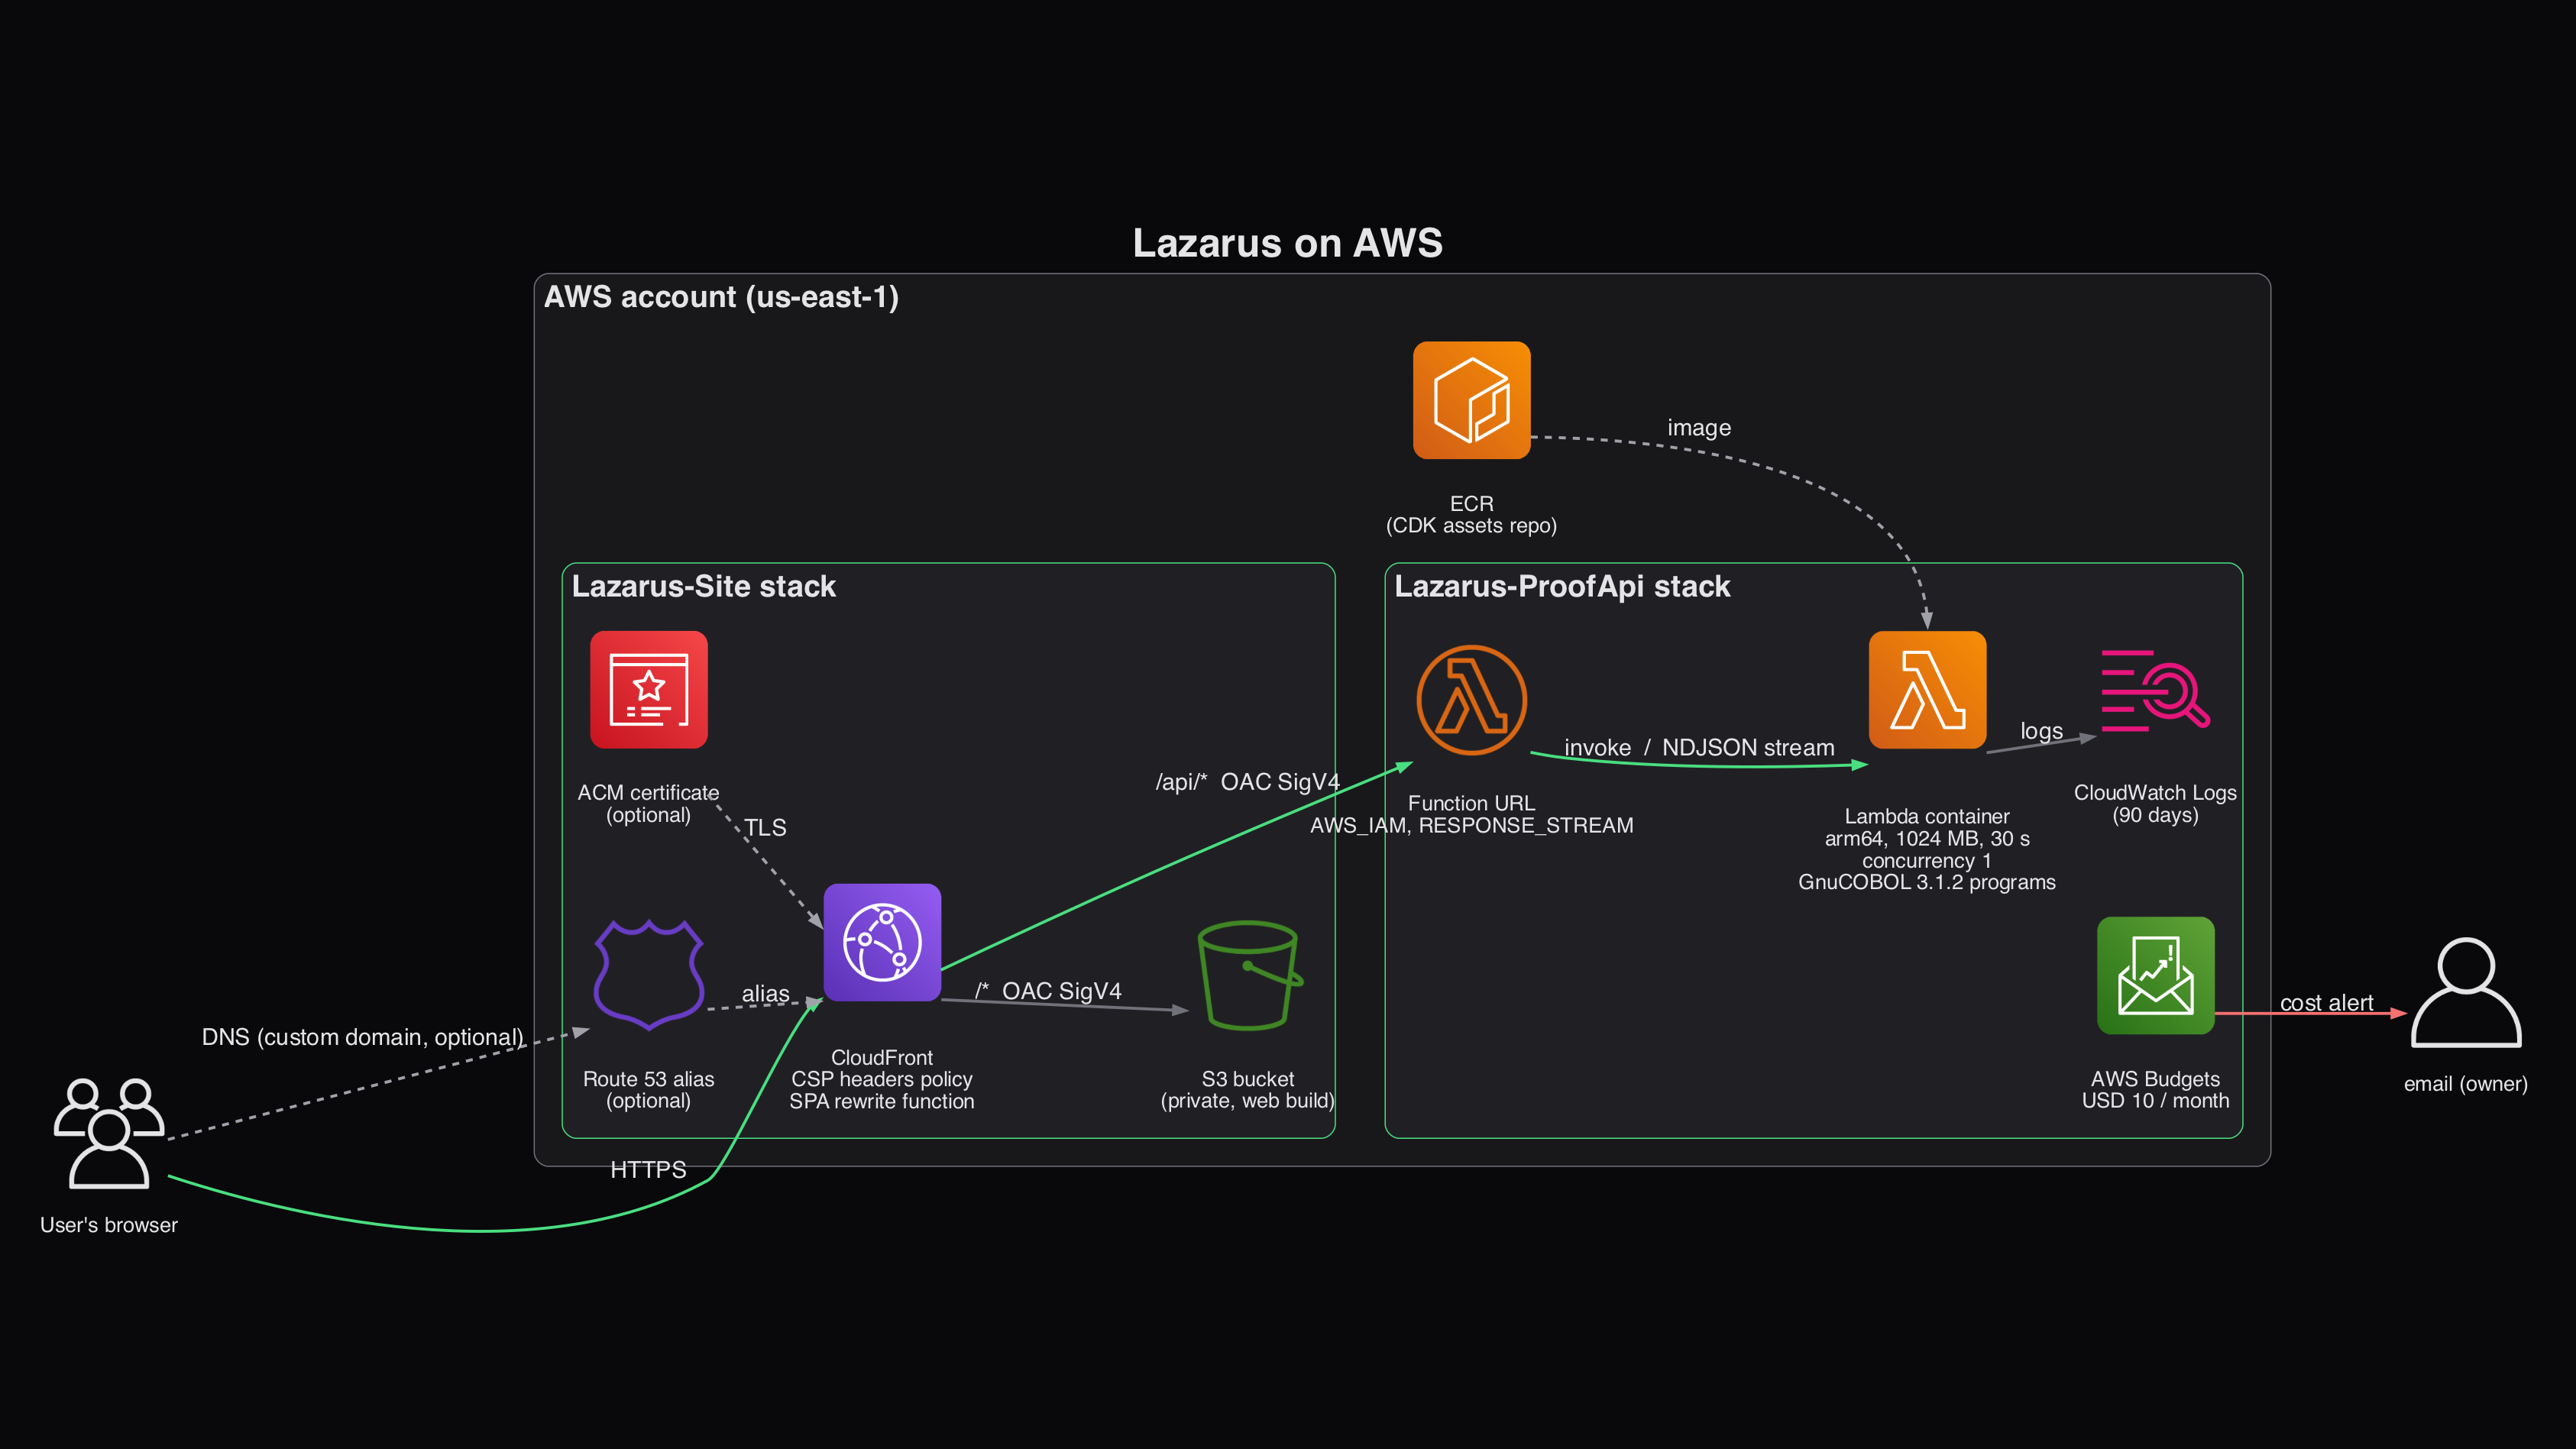 Lazarus on AWS
AWS account (us-east-1)
image
ECR
(CDK assets repo)
Lazarus-Site stack
Lazarus-ProofApi stack
ACM certificate
(optional)
TLS
/api/*  OAC SigV4
Function URL
AWS_IAM, RESPONSE_STREAM
invoke  /  NDJSON stream
Lambda container
arm64, 1024 MB, 30 s
concurrency 1
GnuCOBOL 3.1.2 programs
logs
CloudWatch Logs
(90 days)
DNS (custom domain, optional)
alias
Route 53 alias
(optional)
CloudFront
CSP headers policy
SPA rewrite function
/*  OAC SigV4
S3 bucket
(private, web build)
AWS Budgets
USD 10 / month
cost alert
email (owner)
HTTPS
User's browser